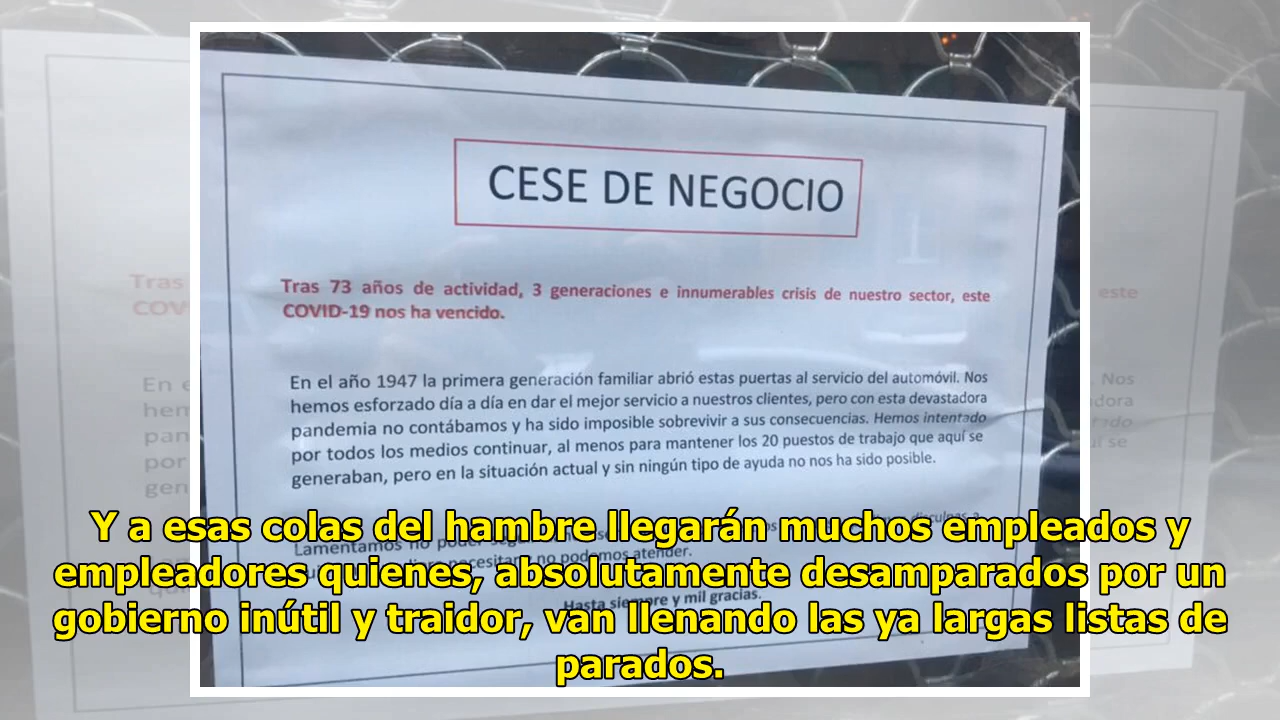 CESE DE NEGOCIO
Tras 73 años de actividad, 3 generaciones e innumerables crisis de nuestro sector, este
COVID-19 nos ha vencido.
En el año 1947 la primera generación familiar abrió estas puertas al servicio del automóvil. Nos
hemos esforzado día a día en dar el mejor servicio a nuestros clientes, pero con esta devastadora
pandemia no contábamos y ha sido imposible sobrevivir a sus consecuencias. Hemos intentado
por todos los medios continuar, al menos para mantener los 20 puestos de trabajo que aquí se
generaban, pero en la situación actual y sin ningún tipo de ayuda no nos ha sido posible.
Lamentamos no poder
no podemos atender.
Hasta siempre y mil gracias.
Y a esas colas del hambre llegarán muchos empleados y
empleadores quienes, absolutamente desamparados por un
gobierno inútil y traidor, van llenando las ya largas listas de
parados.